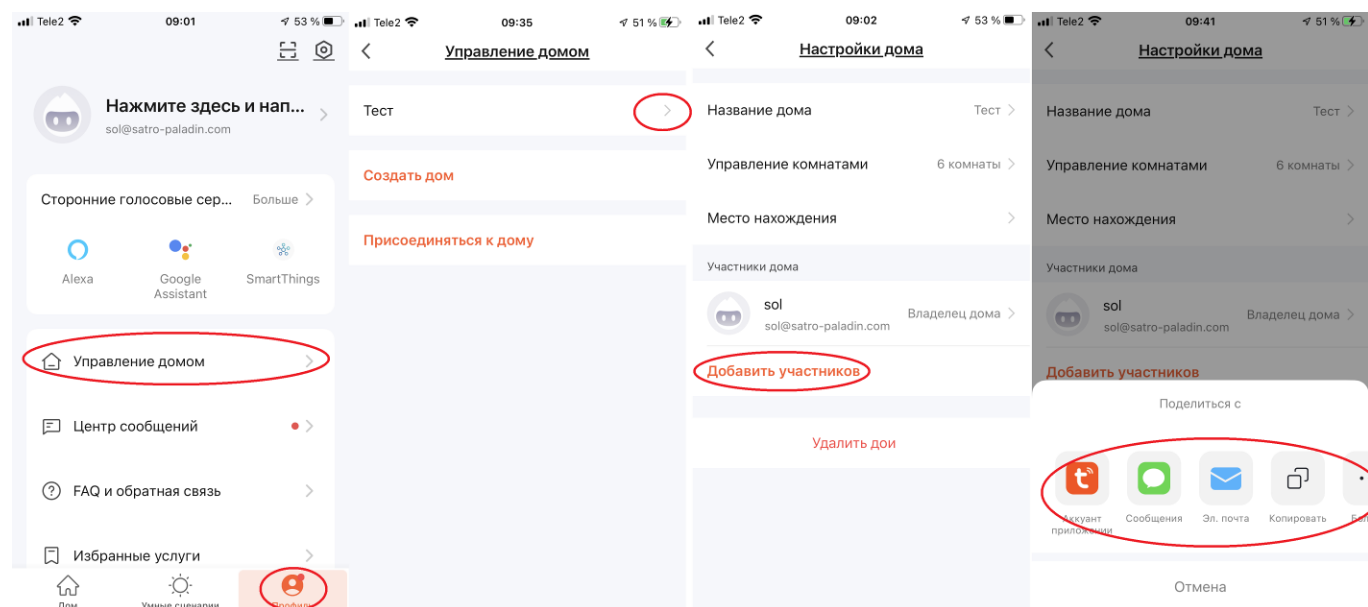 Tele2
09:01
53 %
Нажмите здесь и нап...
sol@satro-paladin.com
Сторонние голосовые сер...
Больше
Alexa
Google
Assistant
SmartThings
Управление домом
Центр сообщений
FAQ и обратная связь
Избранные услуги
Дом
Умные сценарии
Профиль
Tele2
09:35
51 %
Управление домом
Тест
Создать дом
Присоединяться к дому
Tele2
09:02
53 %
Настройки дома
Название дома
Тест
Управление комнатами
6 комнаты
Место нахождения
Участники дома
sol
Владелец дома
sol@satro-paladin.com
Добавить участников
Удалить дои
Tele2
09:41
51 %
Настройки дома
Название дома
Тест
Управление комнатами
6 комнаты
Место нахождения
Участники дома
sol
Владелец дома
sol@satro-paladin.com
Добавить участников
Поделиться с
Аккуант
приложении
Сообщения
Эл. почта
Копировать
Отмена